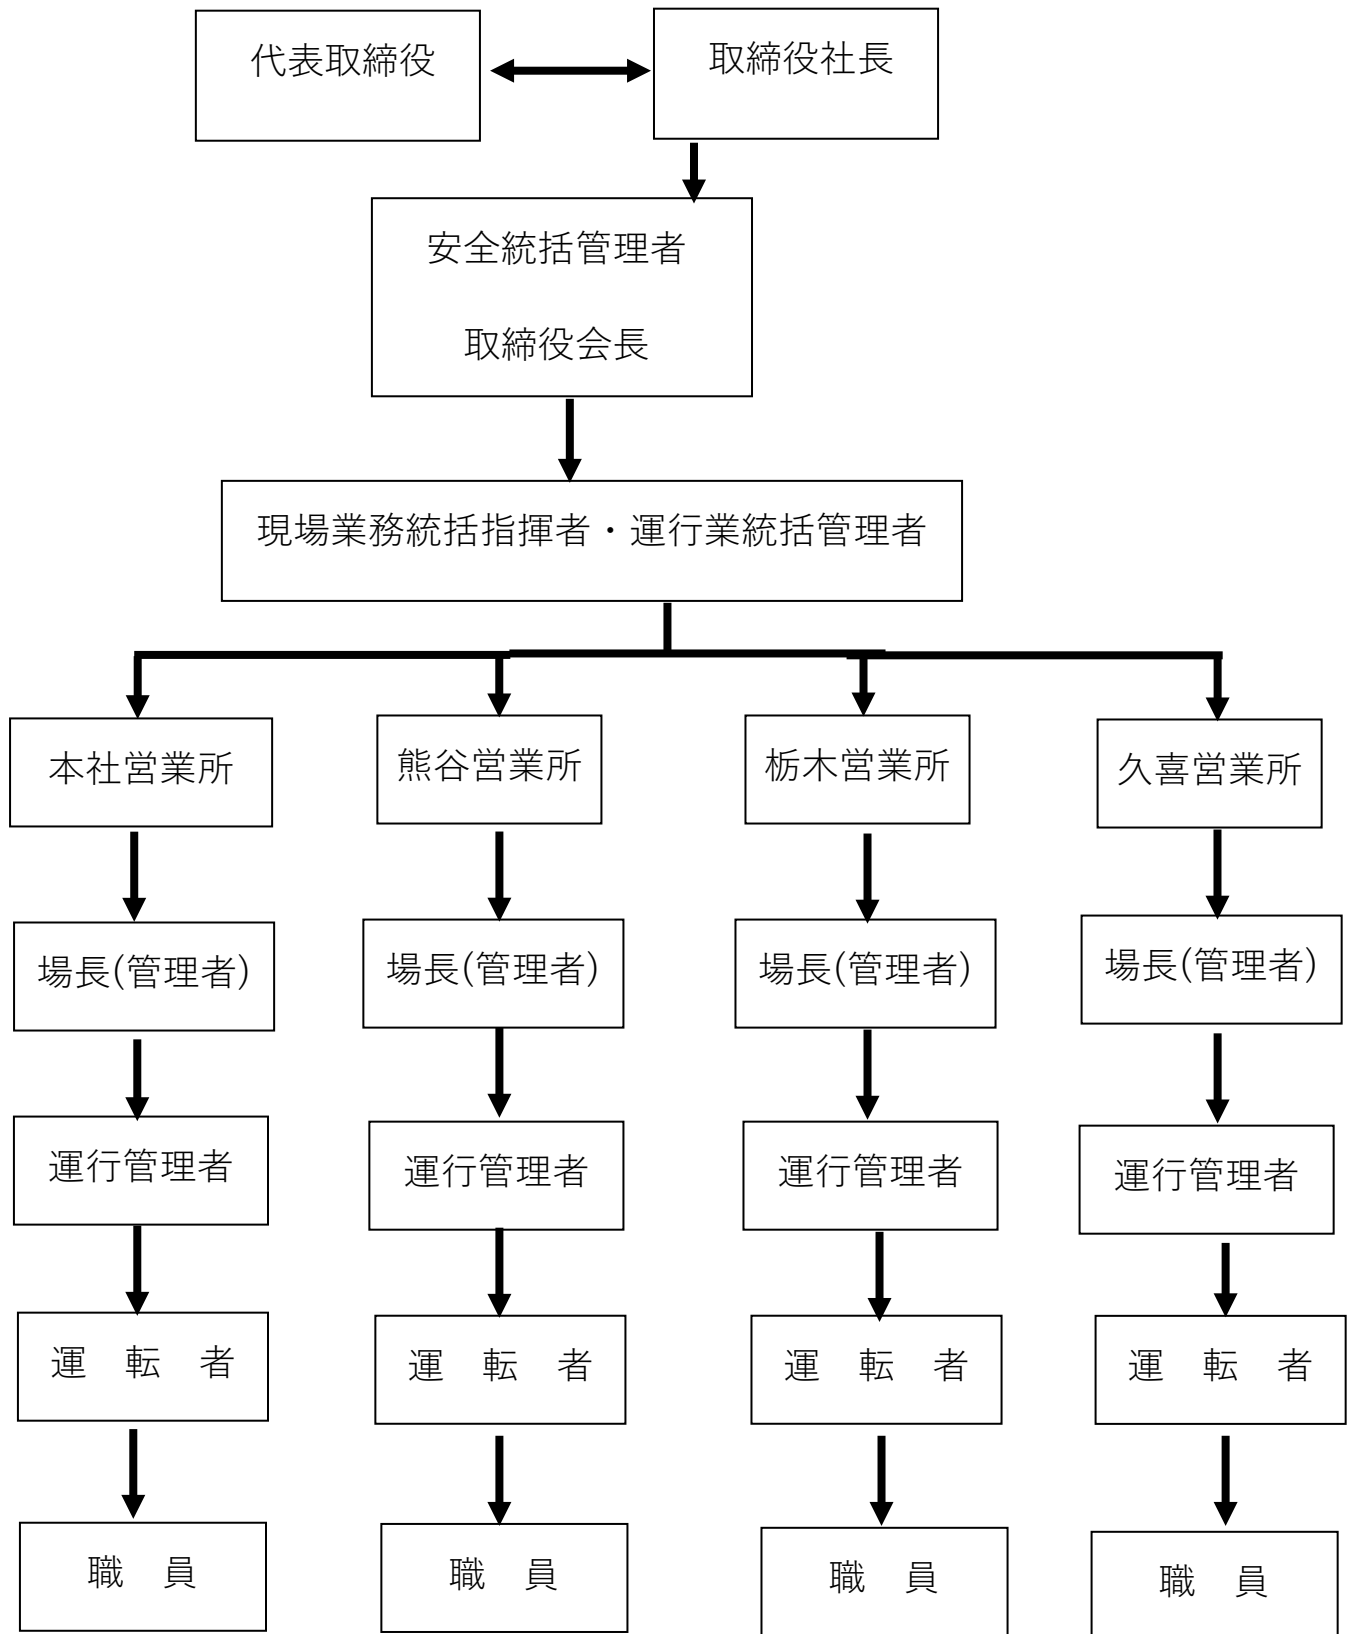 代表取締役
取締役社長
安全統括管理者
取締役会長
現場業務統括指揮者・運行業統括管理者
本社営業所
熊谷営業所
栃木営業所
久喜営業所
場長(管理者)
場長(管理者)
場長(管理者)
場長(管理者)
運行管理者
運行管理者
運行管理者
運行管理者
運　転　者
運　転　者
運　転　者
運　転　者
職　員
職　員
職　員
職　員